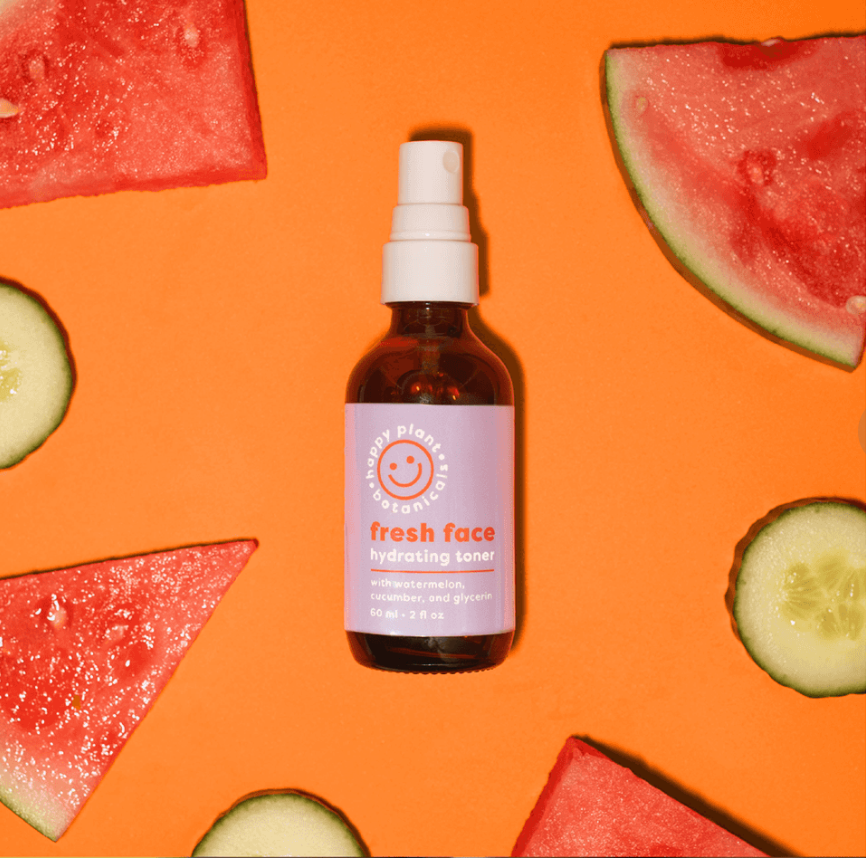 happy plant
botanicals
fresh face
hydrating toner
with watermelon,
cucumber, and glycerin
60 ml • 2 fl oz